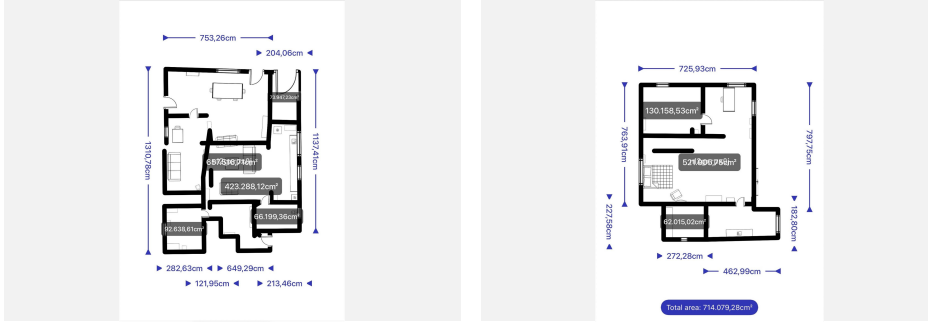 753,26cm
204,06cm
1310,78cm
1137,41cm
423.288,12cm²
66.199,36cm²
92.638,61cm²
282,63cm
649,29cm
121,95cm
213,46cm
725,93cm
130.158,53cm²
763,91cm
797,75cm
62.015,02cm²
227,58cm
182,80cm
272,28cm
462,99cm
Total area: 714.079,28cm²